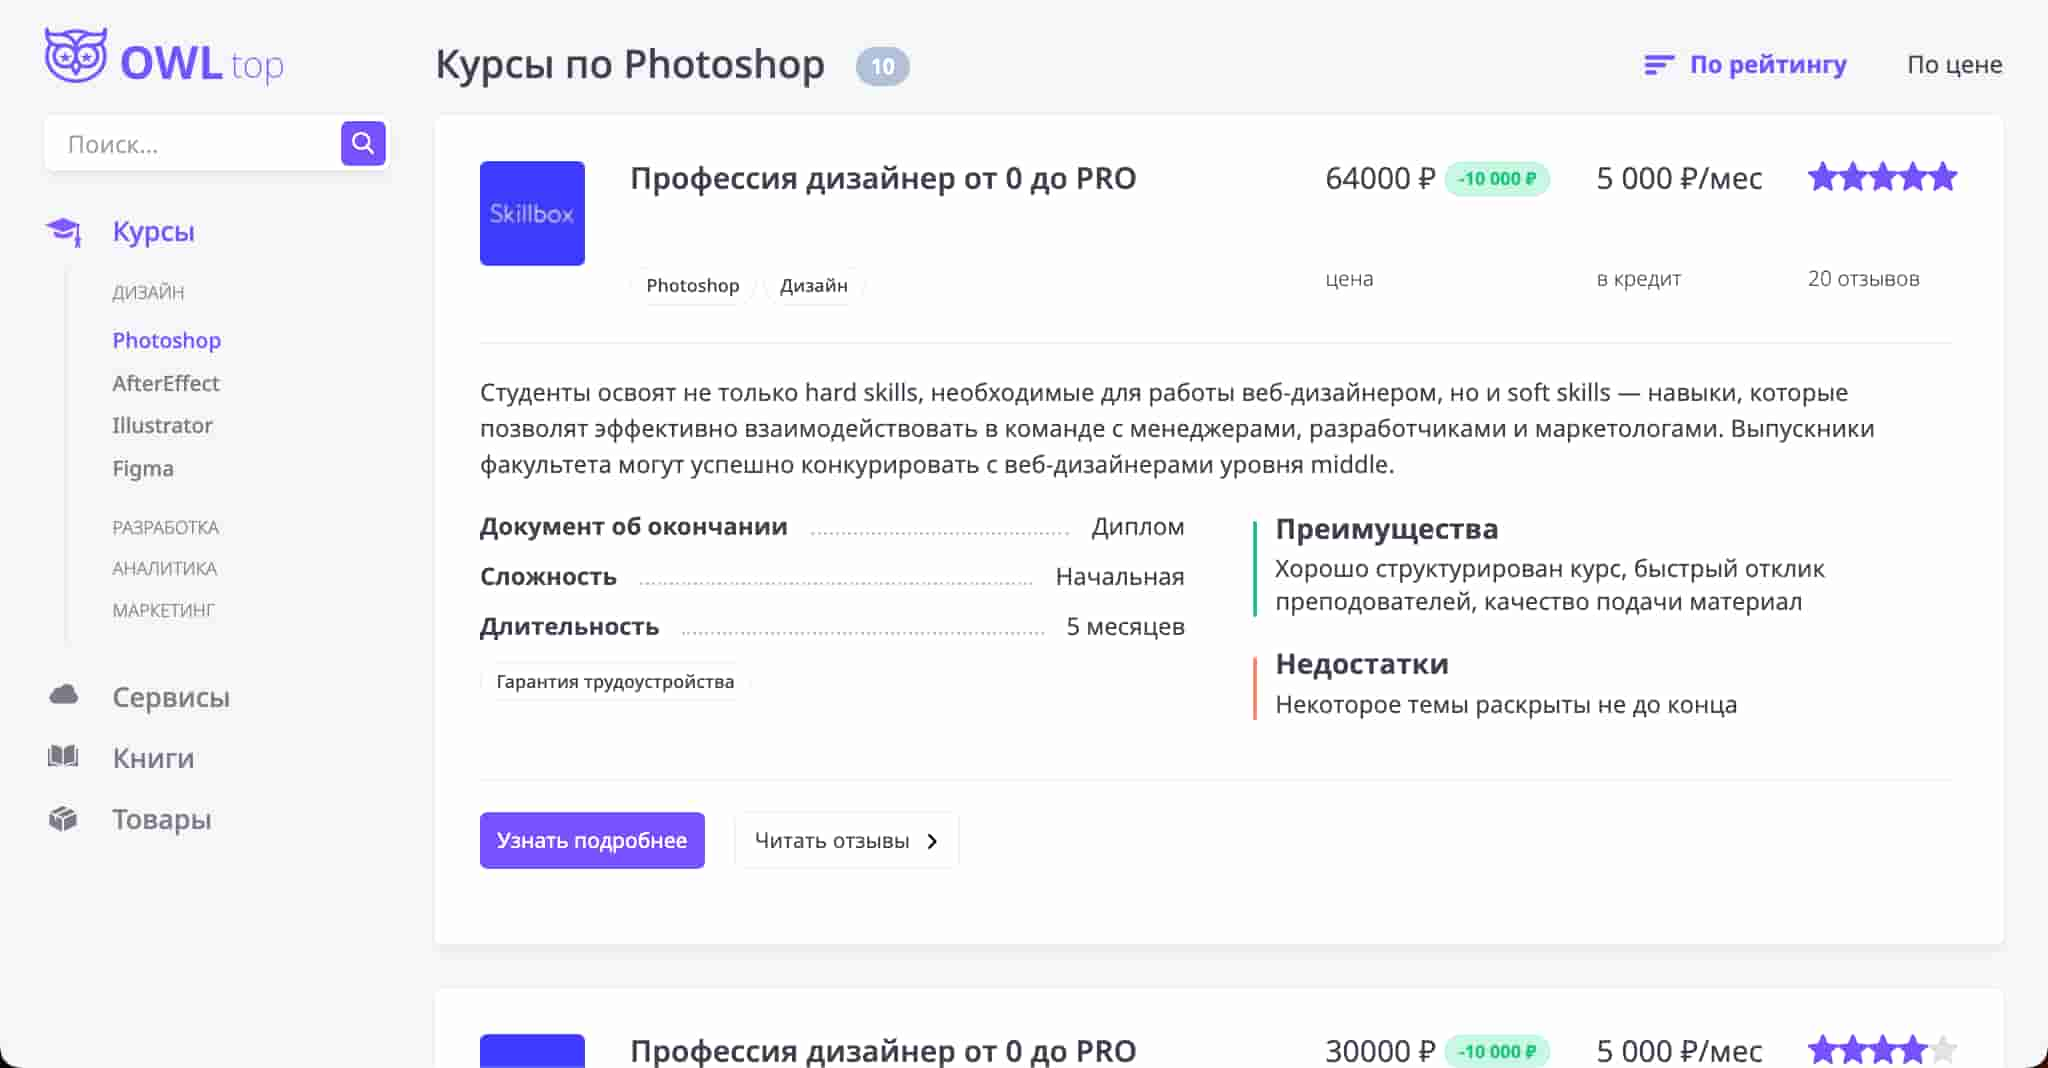 OWL top
Поиск...
Курсы
ДИЗАЙН
Photoshop
AfterEffect
Illustrator
Figma
РАЗРАБОТКА
АНАЛИТИКА
МАРКЕТИНГ
Сервисы
Книги
Товары
Курсы по Photoshop 10
По рейтингу По цене
Skillbox
Профессия дизайнер от 0 до PRO
64000 ₽ -10 000 ₽ 5 000 ₽/мес
Photoshop Дизайн
цена в кредит 20 отзывов
Студенты освоят не только hard skills, необходимые для работы веб-дизайнером, но и soft skills — навыки, которые
позволят эффективно взаимодействовать в команде с менеджерами, разработчиками и маркетологами. Выпускники
факультета могут успешно конкурировать с веб-дизайнерами уровня middle.
Документ об окончании Диплом
Сложность Начальная
Длительность 5 месяцев
Гарантия трудоустройства
Преимущества
Хорошо структурирован курс, быстрый отклик
преподователей, качество подачи материал
Недостатки
Некоторое темы раскрыты не до конца
Узнать подробнее Читать отзывы
Профессия дизайнер от 0 до PRO
30000 ₽ -10 000 ₽ 5 000 ₽/мес